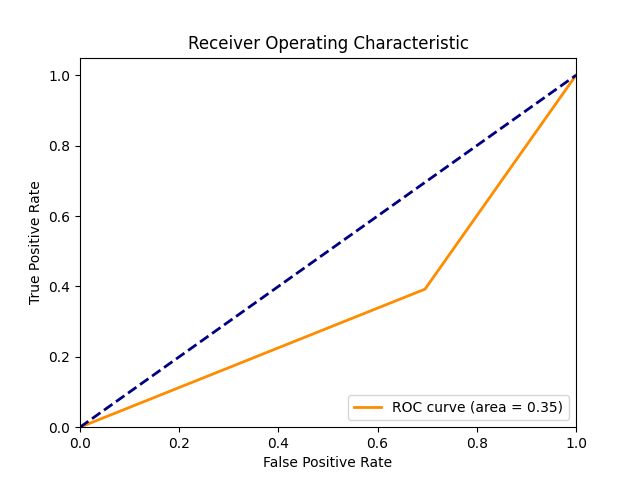 Receiver Operating Characteristic
1.0
0.8
0.6
0.4
0.2
0.0
True Positive Rate
ROC curve (area = 0.35)
0.0 0.2 0.4 0.6 0.8 1.0
False Positive Rate